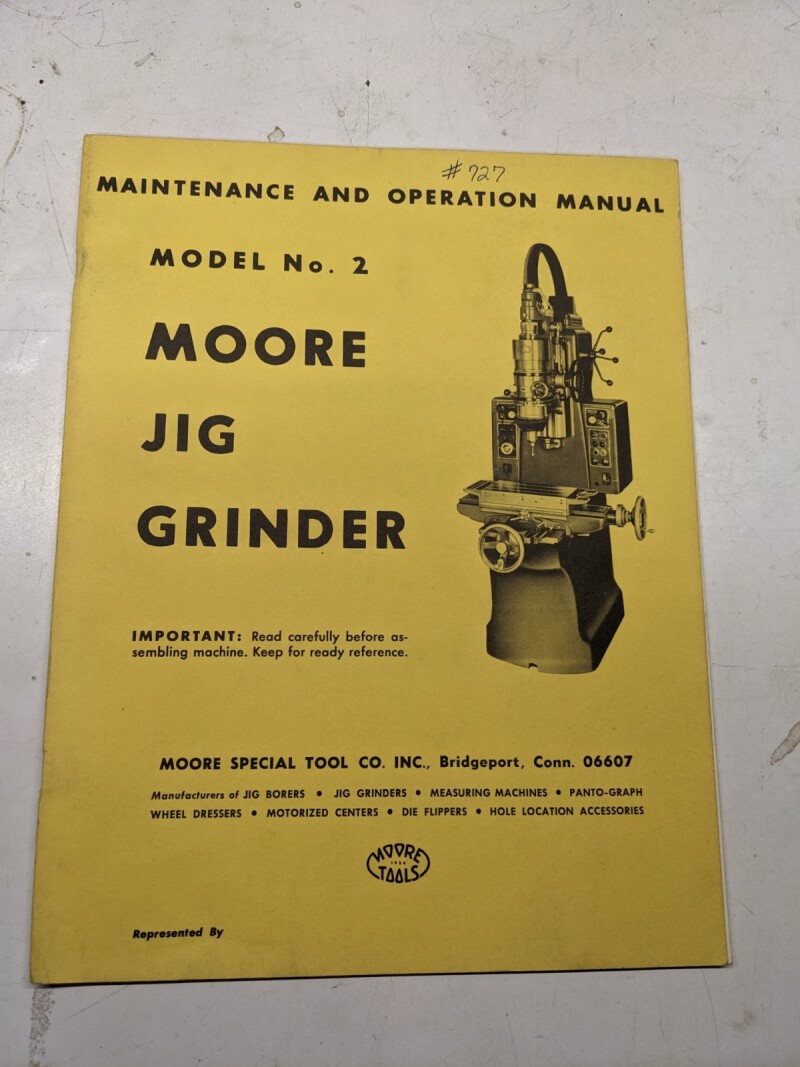 #727
MAINTENANCE AND OPERATION MANUAL
MODEL No. 2
MOORE
JIG
GRINDER
IMPORTANT: Read carefully before as-
sembling machine. Keep for ready reference.
MOORE SPECIAL TOOL CO. INC., Bridgeport, Conn. 06607
Manufacturers of JIG BORERS • JIG GRINDERS • MEASURING MACHINES • PANTO-GRAPH
WHEEL DRESSERS • MOTORIZED CENTERS • DIE FLIPPERS • HOLE LOCATION ACCESSORIES
MOORE
1924
TOOLS
Represented By